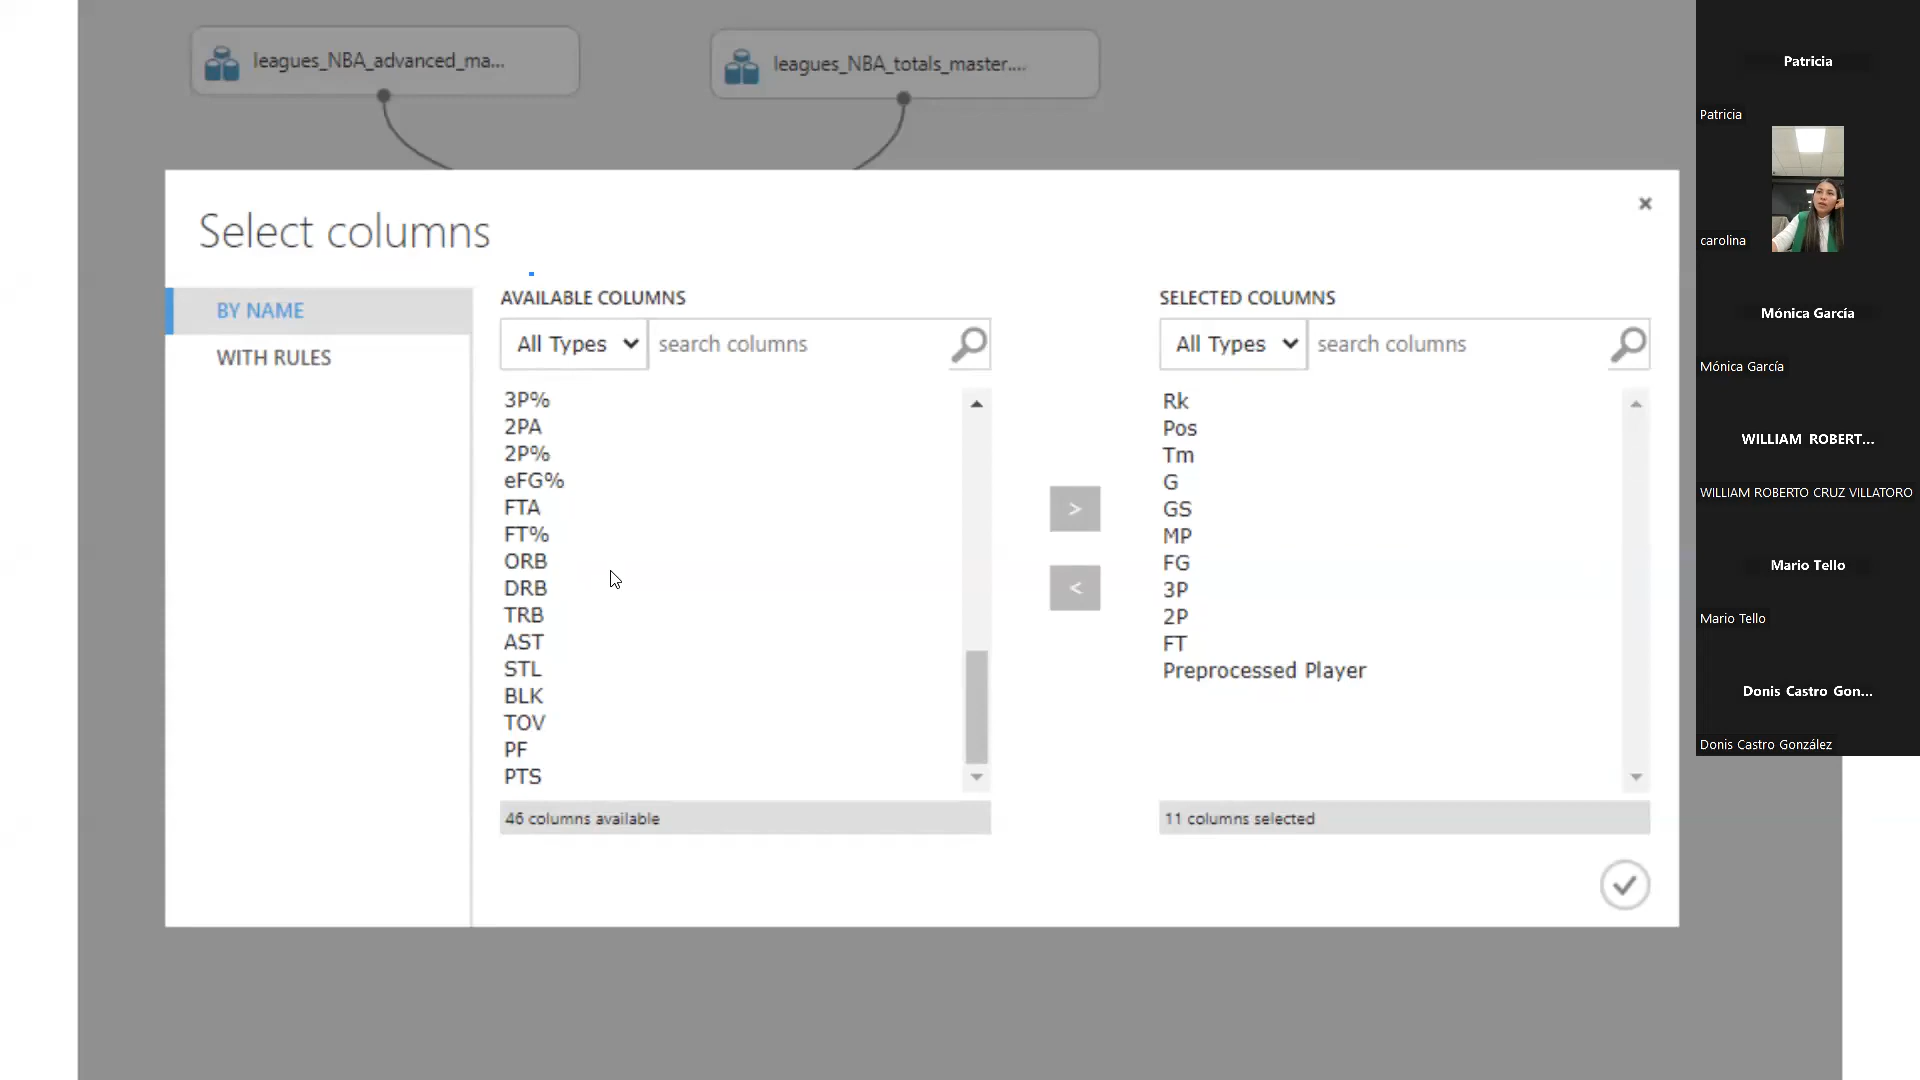 leagues_NBA_advanced_ma...
leagues_NBA_totals_master....
Select columns
×
BY NAME
WITH RULES
AVAILABLE COLUMNS
All Types
search columns
3P%
2PA
2P%
eFG%
FTA
FT%
ORB
DRB
TRB
AST
STL
BLK
TOV
PF
PTS
46 columns available
>
<
SELECTED COLUMNS
All Types
search columns
Rk
Pos
Tm
G
GS
MP
FG
3P
2P
FT
Preprocessed Player
11 columns selected
Patricia
Patricia
carolina
Mónica García
Mónica García
WILLIAM ROBERT...
WILLIAM ROBERTO CRUZ VILLATORO
Mario Tello
Mario Tello
Donis Castro Gon...
Donis Castro González